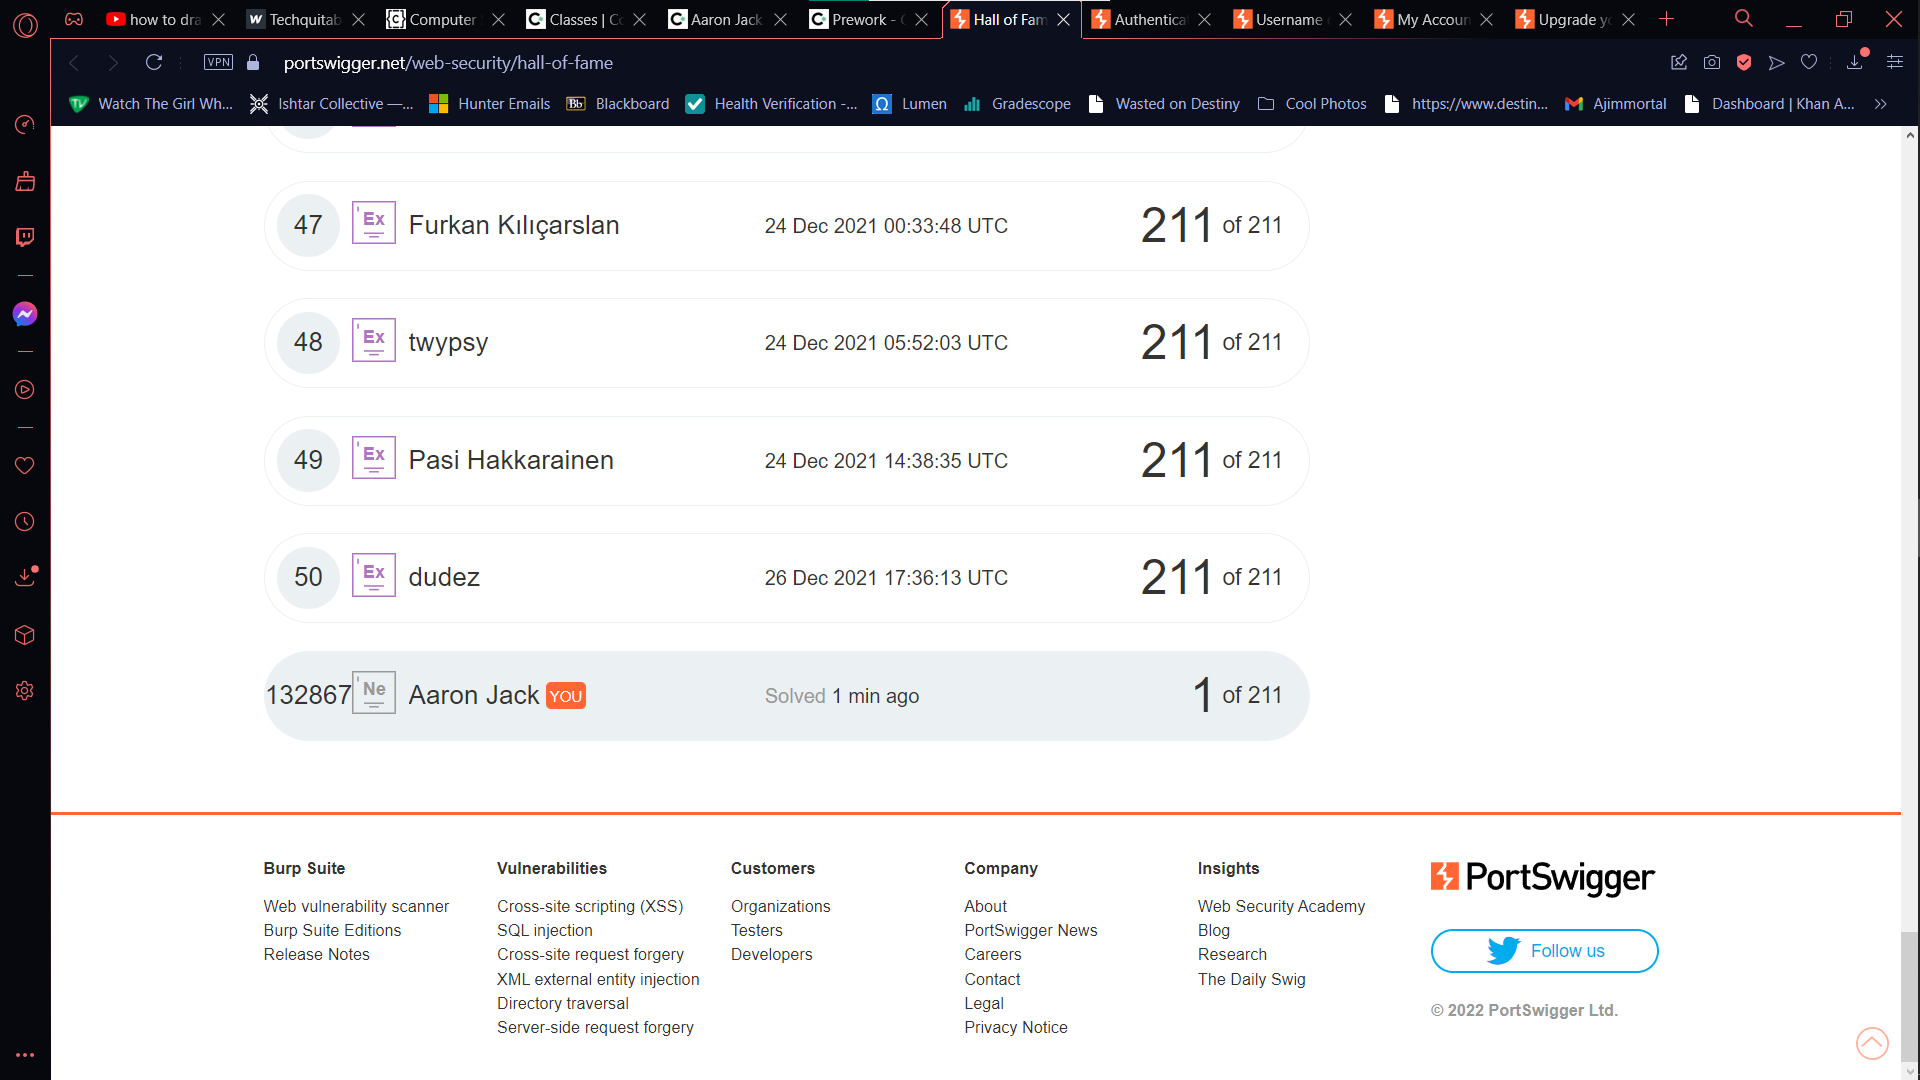 how to dra
Techquitab
Computer
Classes | Co
Aaron Jack
Prework - C
Hall of Fam
Authenticat
Username
My Accoun
Upgrade yo
VPN
portswigger.net/web-security/hall-of-fame
Watch The Girl Wh...
Ishtar Collective —...
Hunter Emails
Bb Blackboard
Health Verification -...
Lumen
Gradescope
Wasted on Destiny
Cool Photos
https://www.destin...
Ajimmortal
Dashboard | Khan A...
47 Ex Furkan Kılıçarslan 24 Dec 2021 00:33:48 UTC 211 of 211
48 Ex twypsy 24 Dec 2021 05:52:03 UTC 211 of 211
49 Ex Pasi Hakkarainen 24 Dec 2021 14:38:35 UTC 211 of 211
50 Ex dudez 26 Dec 2021 17:36:13 UTC 211 of 211
132867 Ne Aaron Jack YOU Solved 1 min ago 1 of 211
Burp Suite
Web vulnerability scanner
Burp Suite Editions
Release Notes
Vulnerabilities
Cross-site scripting (XSS)
SQL injection
Cross-site request forgery
XML external entity injection
Directory traversal
Server-side request forgery
Customers
Organizations
Testers
Developers
Company
About
PortSwigger News
Careers
Contact
Legal
Privacy Notice
Insights
Web Security Academy
Blog
Research
The Daily Swig
PortSwigger
Follow us
© 2022 PortSwigger Ltd.